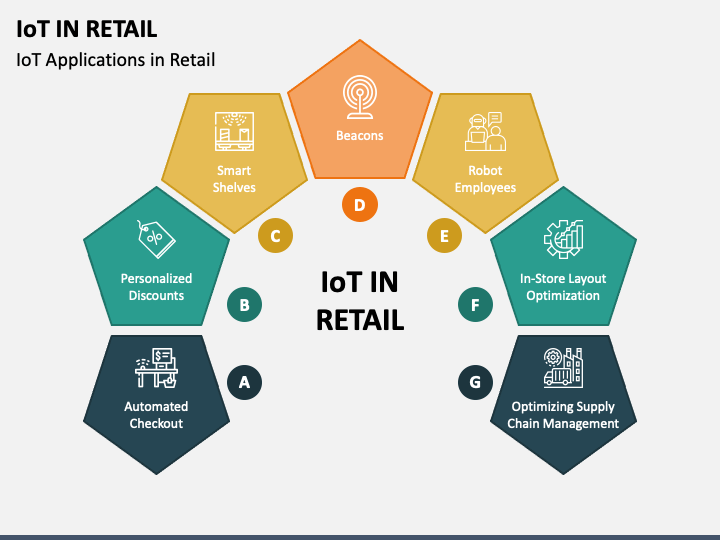 IoT IN RETAIL
IoT Applications in Retail
Beacons
Smart
Shelves
Robot
Employees
D
C
E
Personalized
Discounts
In-Store Layout
Optimization
IoT IN
RETAIL
B
F
A
G
Automated
Checkout
Optimizing Supply
Chain Management